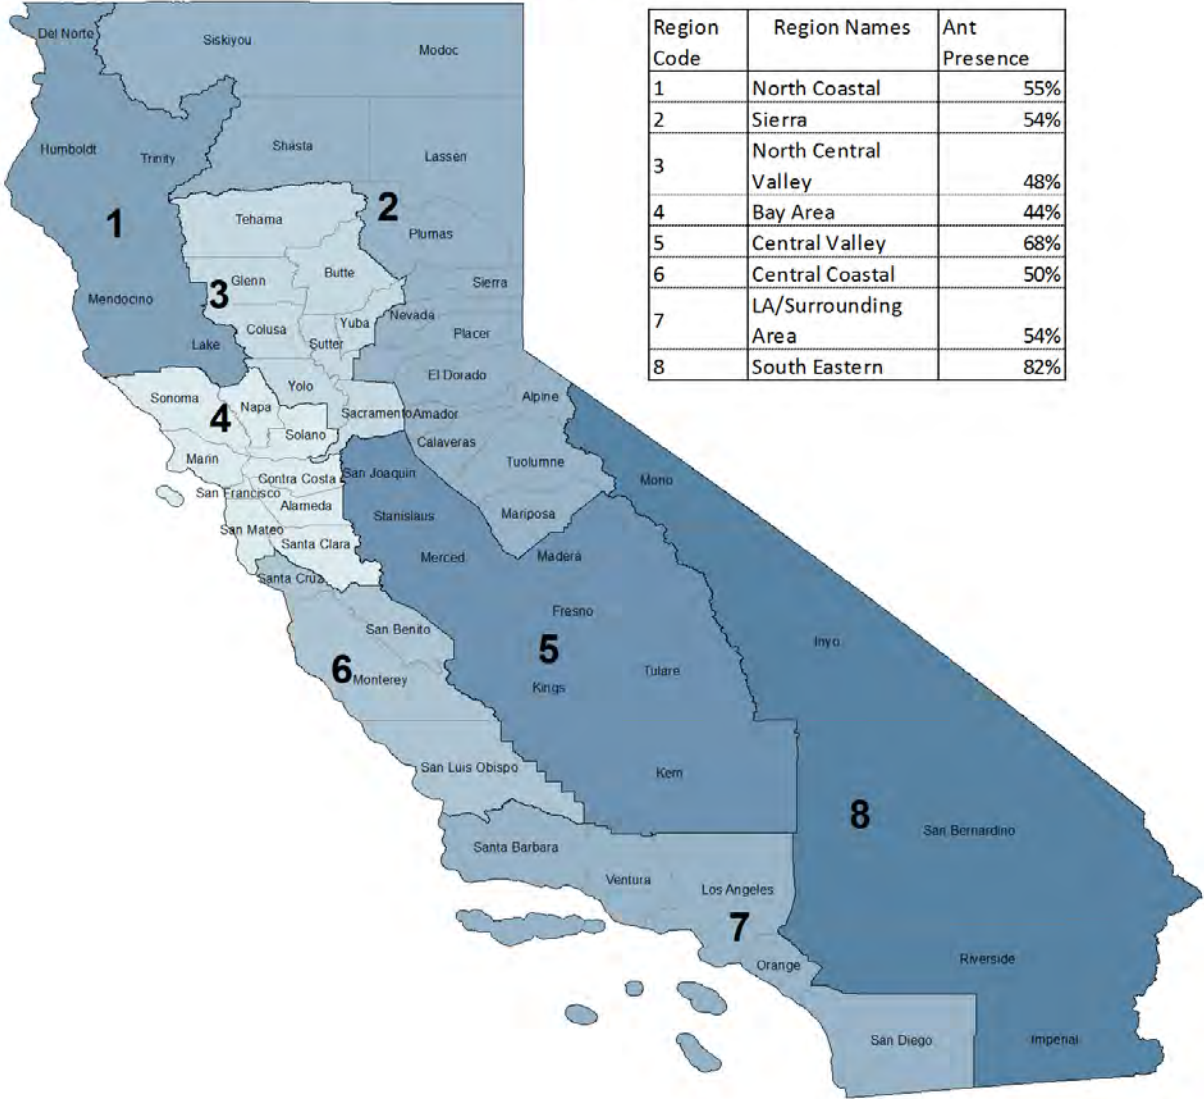 Region Region Names Ant
Code Presence
1 North Coastal 55%
2 Sierra 54%
3 North Central
Valley 48%
4 Bay Area 44%
5 Central Valley 68%
6 Central Coastal 50%
7 LA/Surrounding
Area 54%
8 South Eastern 82%
Del Norte
Siskiyou
Modoc
Humboldt
Trinity
Shasta
Lassen
1
2
Tehama
Plumas
Mendocino
3
Glenn
Butte
Sierra
Lake
Colusa
Sutter
Yuba
Nevada
Placer
Sonoma
4
Napa
Yolo
El Dorado
Alpine
Solano
Sacramento
Amador
Marin
Calaveras
Contra Costa
San Joaquin
Tuolumne
Mono
San Francisco
Alameda
Stanislaus
Mariposa
San Mateo
Santa Clara
Merced
Madera
Santa Cruz
San Benito
Fresno
Inyo
6
Monterey
5
Kings
Tulare
San Luis Obispo
Kern
8
San Bernardino
Santa Barbara
Ventura
Los Angeles
7
Orange
Riverside
San Diego
Imperial